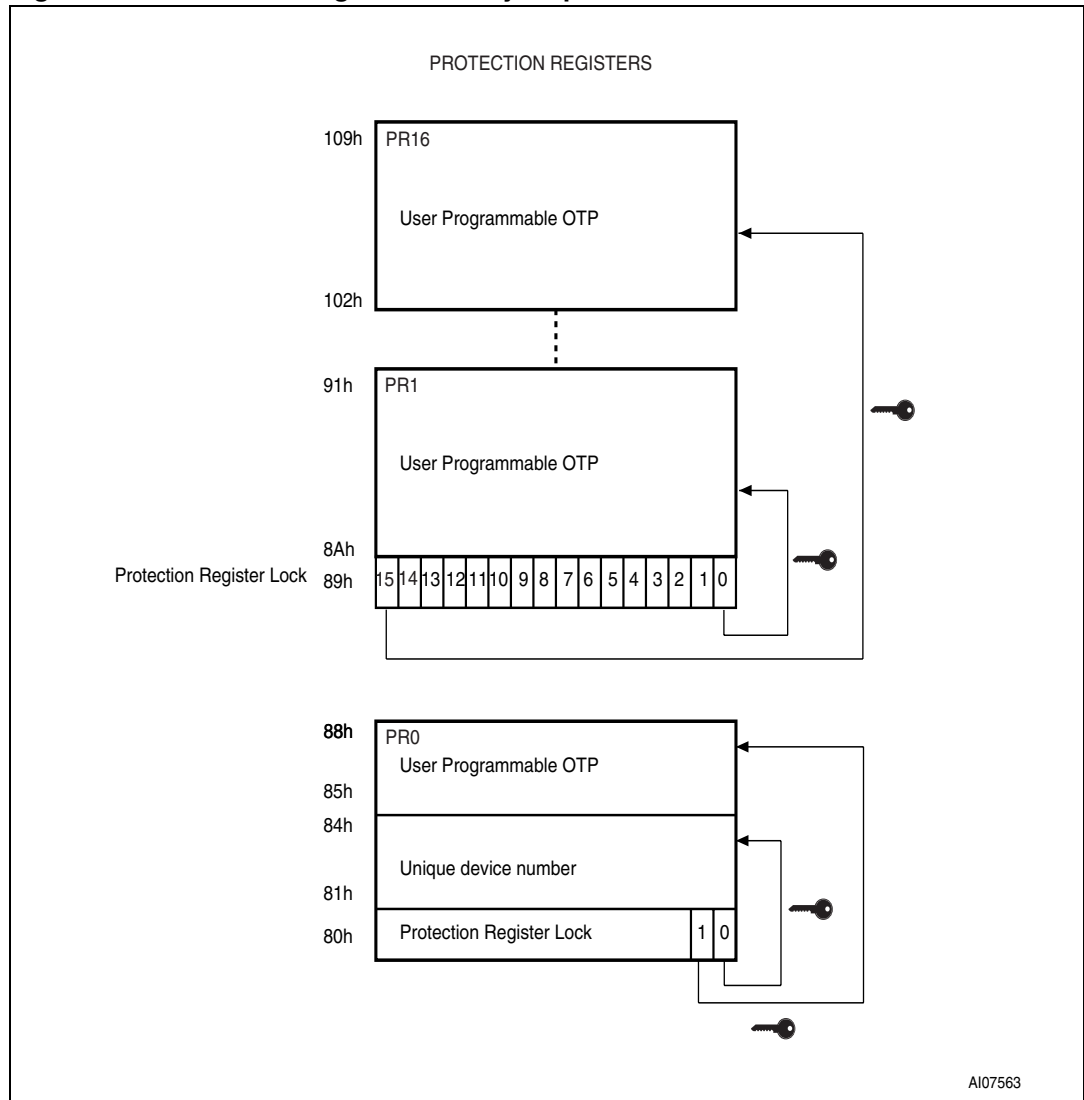 PROTECTION REGISTERS
109h PR16
User Programmable OTP
102h
91h PR1
User Programmable OTP
8Ah
Protection Register Lock 89h 15 14 13 12 11 10 9 8 7 6 5 4 3 2 1 0
88h PR0
User Programmable OTP
85h
84h
Unique device number
81h
80h Protection Register Lock 1 0
AI07563